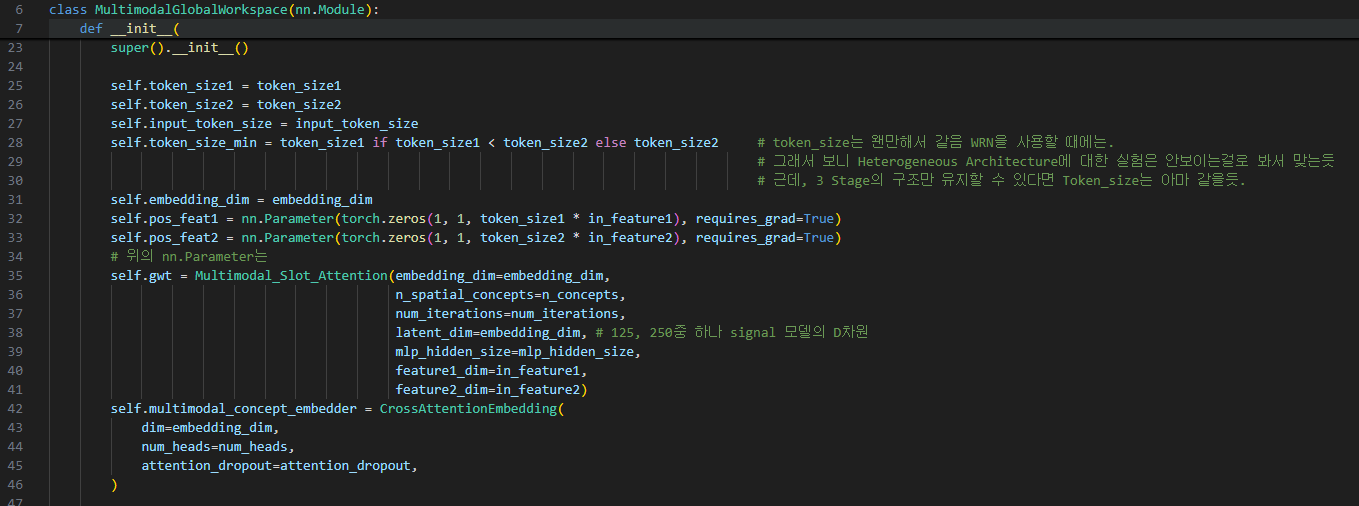 6 class MultimodalGlobalWorkspace(nn.Module):
7 def __init__(
23 super().__init__()
24
25 self.token_size1 = token_size1
26 self.token_size2 = token_size2
27 self.input_token_size = input_token_size
28 self.token_size_min = token_size1 if token_size1 < token_size2 else token_size2 # token_size는 왠만해서 같음 WRN을 사용할 때에는.
29 # 그래서 보니 Heterogeneous Architecture에 대한 실험은 안보이는걸로 봐서 맞는듯
30 # 근데, 3 Stage의 구조만 유지할 수 있다면 Token_size는 아마 같을듯.
31 self.embedding_dim = embedding_dim
32 self.pos_feat1 = nn.Parameter(torch.zeros(1, 1, token_size1 * in_feature1), requires_grad=True)
33 self.pos_feat2 = nn.Parameter(torch.zeros(1, 1, token_size2 * in_feature2), requires_grad=True)
34 # 위의 nn.Parameter는
35 self.gwt = Multimodal_Slot_Attention(embedding_dim=embedding_dim,
36 n_spatial_concepts=n_concepts,
37 num_iterations=num_iterations,
38 latent_dim=embedding_dim, # 125, 250중 하나 signal 모델의 D차원
39 mlp_hidden_size=mlp_hidden_size,
40 feature1_dim=in_feature1,
41 feature2_dim=in_feature2)
42 self.multimodal_concept_embedder = CrossAttentionEmbedding(
43 dim=embedding_dim,
44 num_heads=num_heads,
45 attention_dropout=attention_dropout,
46 )
47